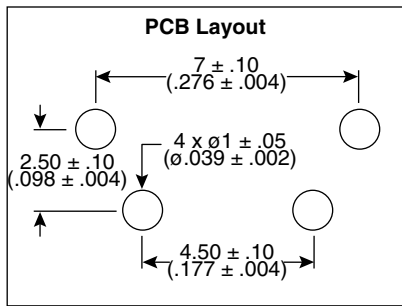 PCB Layout
7 ± .10
(.276 ± .004)
2.50 ± .10
(.098 ± .004)
4 x ø1 ± .05
(ø.039 ± .002)
4.50 ± .10
(.177 ± .004)